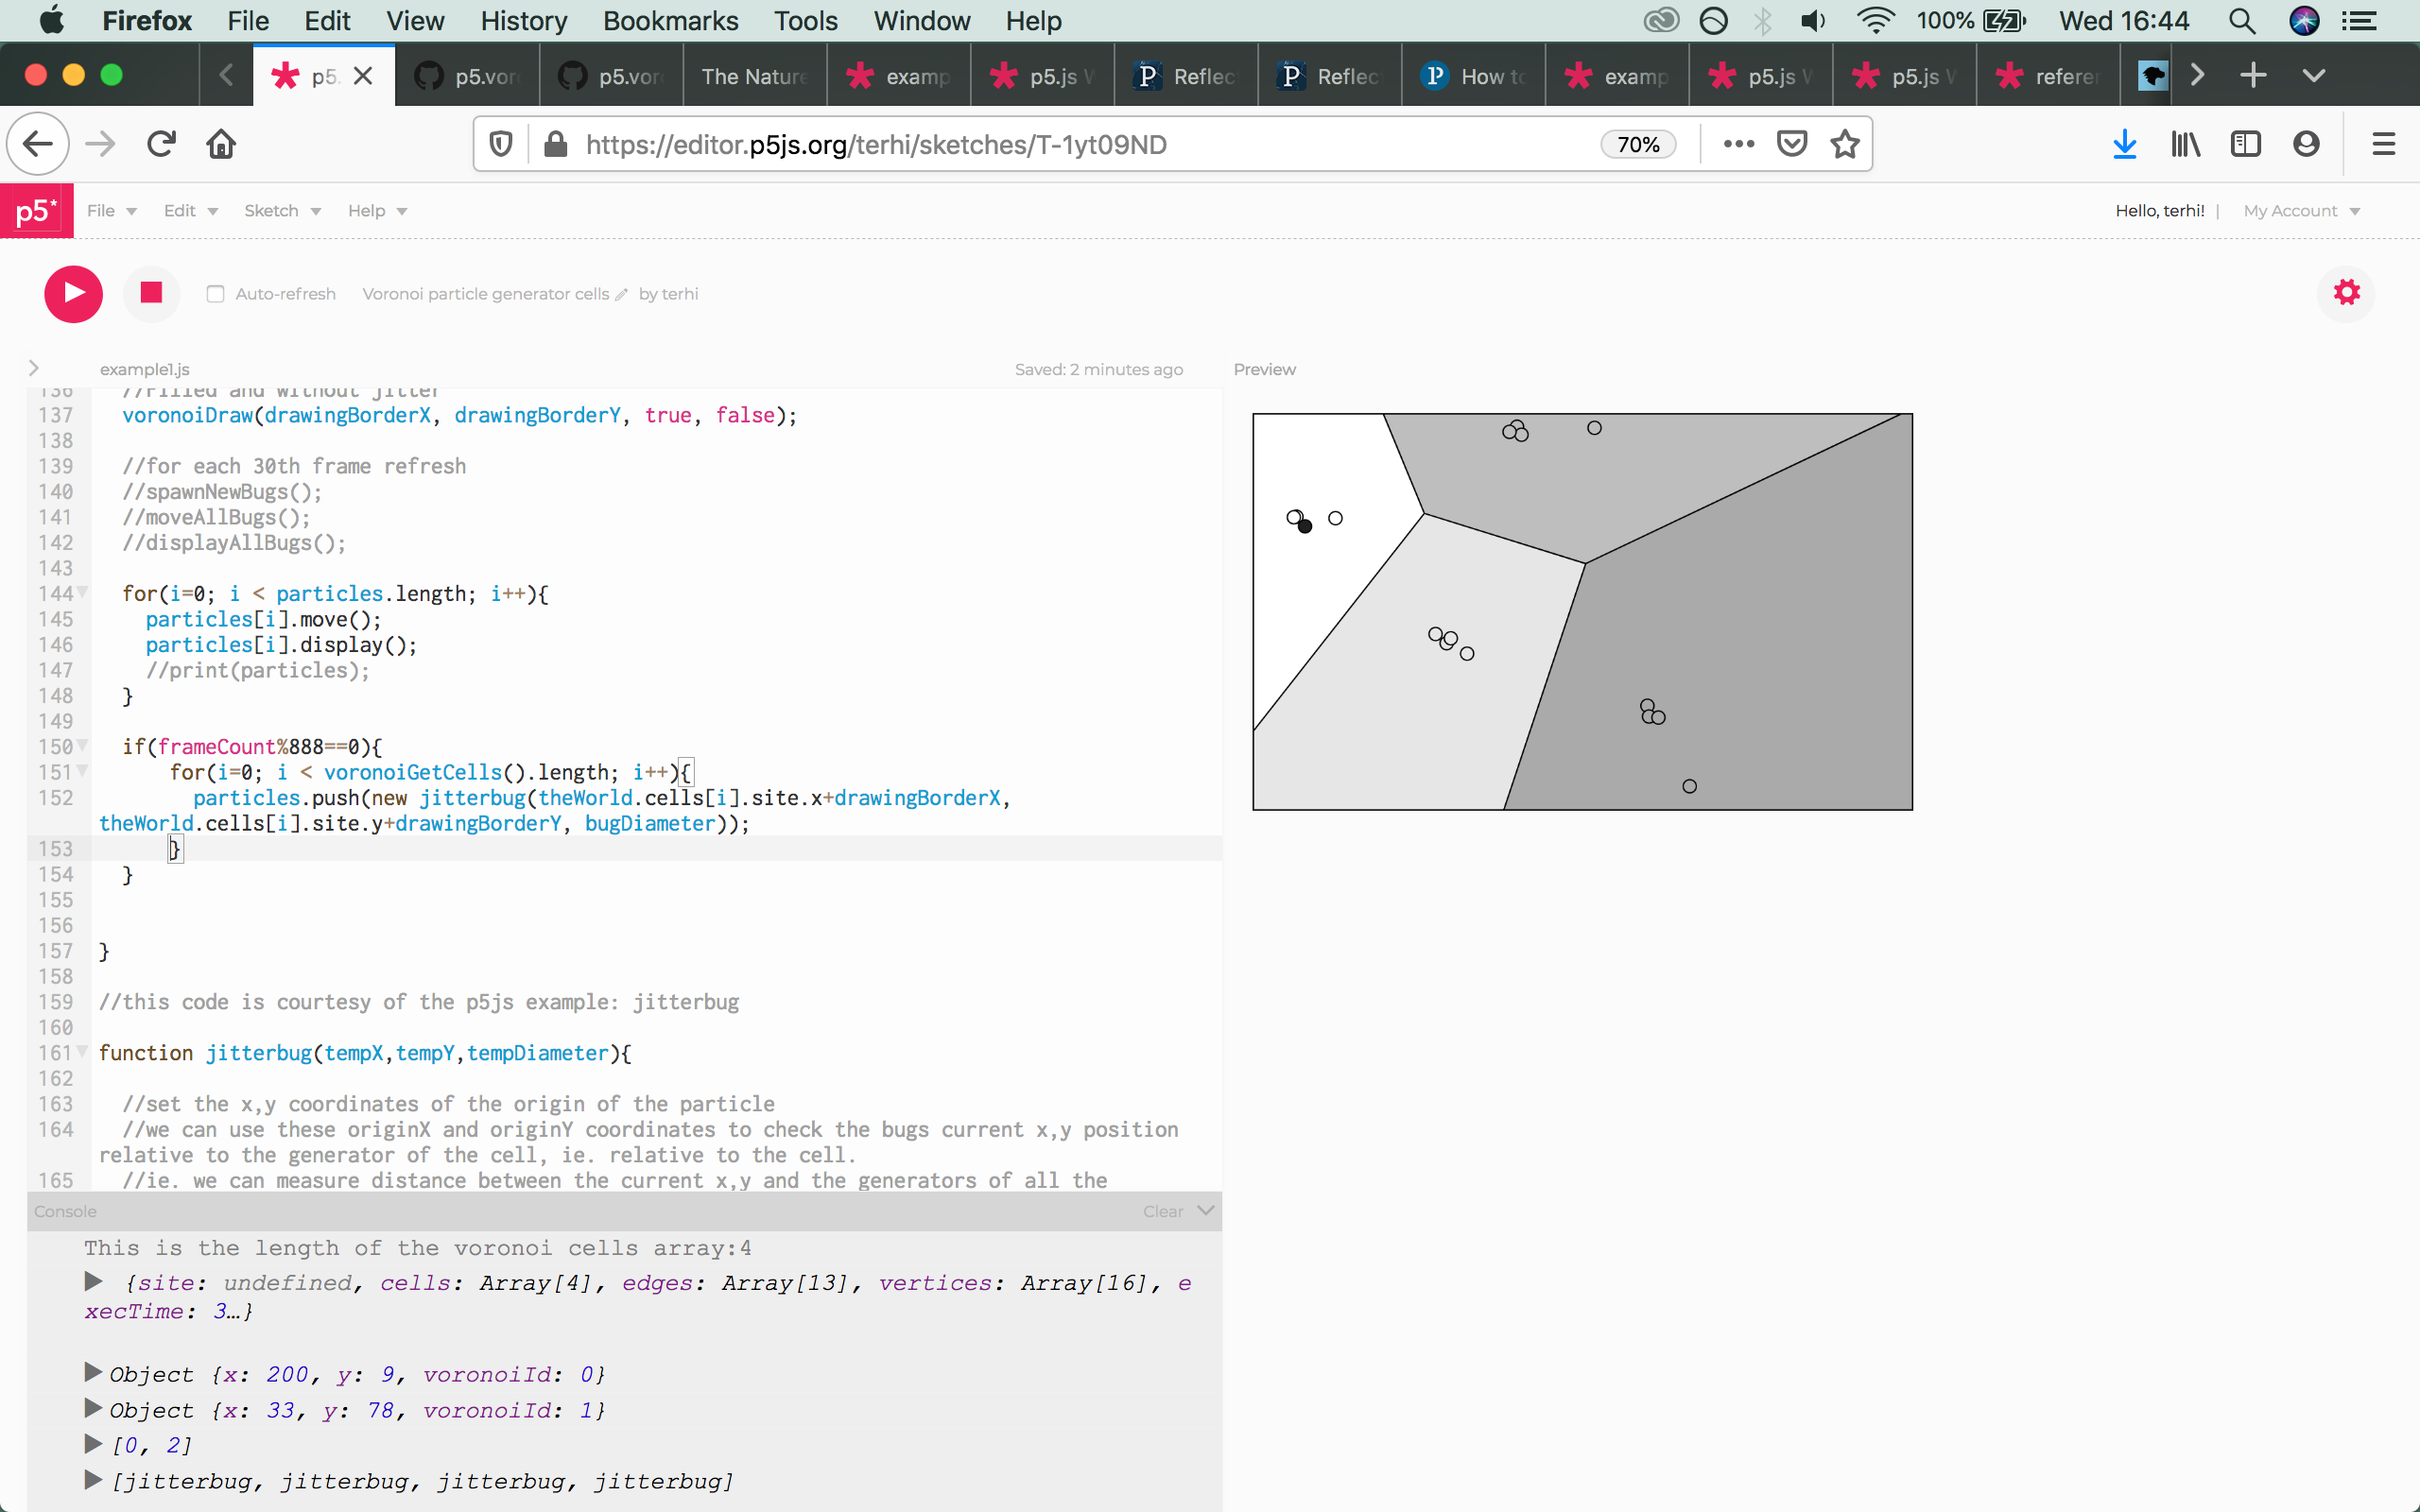 Firefox File Edit View History Bookmarks Tools Window Help 100% Wed 16:44
p5. p5.vor p5.vor The Nature examp p5.js Reflec Reflec How to examp p5.js p5.js referen
https://editor.p5js.org/terhi/sketches/T-1yt09ND 70%
p5* File Edit Sketch Help Hello, terhi! | My Account
Auto-refresh Voronoi particle generator cells by terhi
example1.js Saved: 2 minutes ago Preview
136 //Filled and without jitter
137 voronoiDraw(drawingBorderX, drawingBorderY, true, false);
138
139 //for each 30th frame refresh
140 //spawnNewBugs();
141 //moveAllBugs();
142 //displayAllBugs();
143
144 for(i=0; i < particles.length; i++){
145 particles[i].move();
146 particles[i].display();
147 //print(particles);
148 }
149
150 if(frameCount%888==0){
151 for(i=0; i < voronoiGetCells().length; i++){
152 particles.push(new jitterbug(theWorld.cells[i].site.x+drawingBorderX,
theWorld.cells[i].site.y+drawingBorderY, bugDiameter));
153 }
154 }
155
156
157 }
158
159 //this code is courtesy of the p5js example: jitterbug
160
161 function jitterbug(tempX,tempY,tempDiameter){
162
163 //set the x,y coordinates of the origin of the particle
164 //we can use these originX and originY coordinates to check the bugs current x,y position
relative to the generator of the cell, ie. relative to the cell.
165 //ie. we can measure distance between the current x,y and the generators of all the
Console Clear
This is the length of the voronoi cells array:4
{site: undefined, cells: Array[4], edges: Array[13], vertices: Array[16], e
xecTime: 3…}
Object {x: 200, y: 9, voronoiId: 0}
Object {x: 33, y: 78, voronoiId: 1}
[0, 2]
[jitterbug, jitterbug, jitterbug, jitterbug]